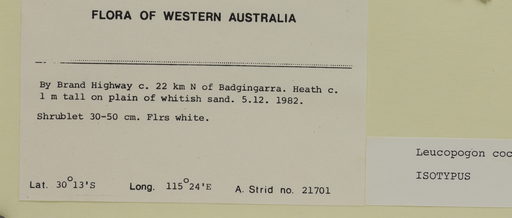 FLORA OF WESTERN AUSTRALIA
By Brand Highway c. 22 km N of Badgingarra. Heath c.
1 m tall on plain of whitish sand. 5.12. 1982.
Shrublet 30-50 cm. Flrs white.
Lat. 30°13'S Long. 115°24'E A. Strid no. 21701
Leucopogon coc
ISOTYPUS